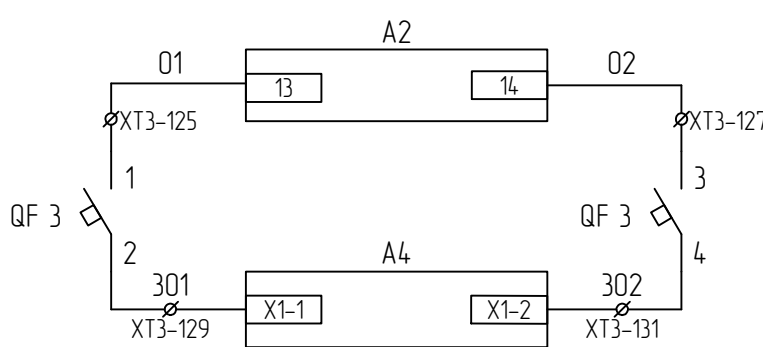 A2
01
02
13
14
XT3-125
XT3-127
1
3
QF 3
QF 3
2
4
A4
301
302
X1-1
X1-2
XT3-129
XT3-131